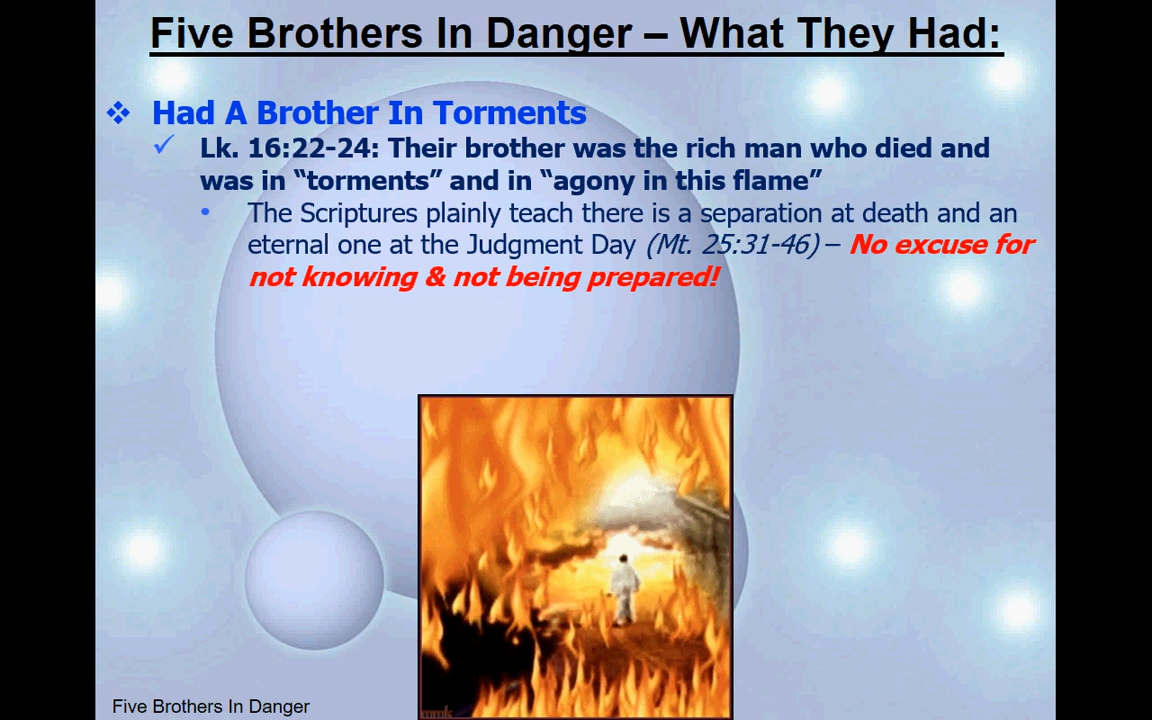 Five Brothers In Danger – What They Had:
Had A Brother In Torments
Lk. 16:22-24: Their brother was the rich man who died and
was in “torments” and in “agony in this flame”
The Scriptures plainly teach there is a separation at death and an
eternal one at the Judgment Day (Mt. 25:31-46) – No excuse for
not knowing & not being prepared!
mmk
Five Brothers In Danger